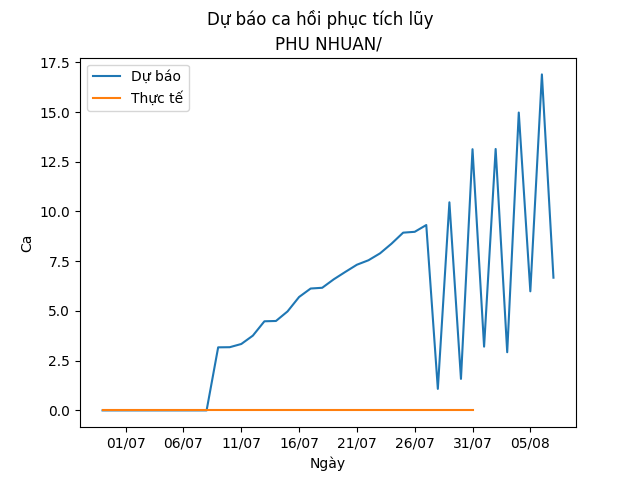 Dự báo ca hồi phục tích lũy
PHU NHUAN/
Dự báo
Thực tế
17.5
15.0
12.5
10.0
7.5
5.0
2.5
0.0
Ca
01/07 06/07 11/07 16/07 21/07 26/07 31/07 05/08
Ngày